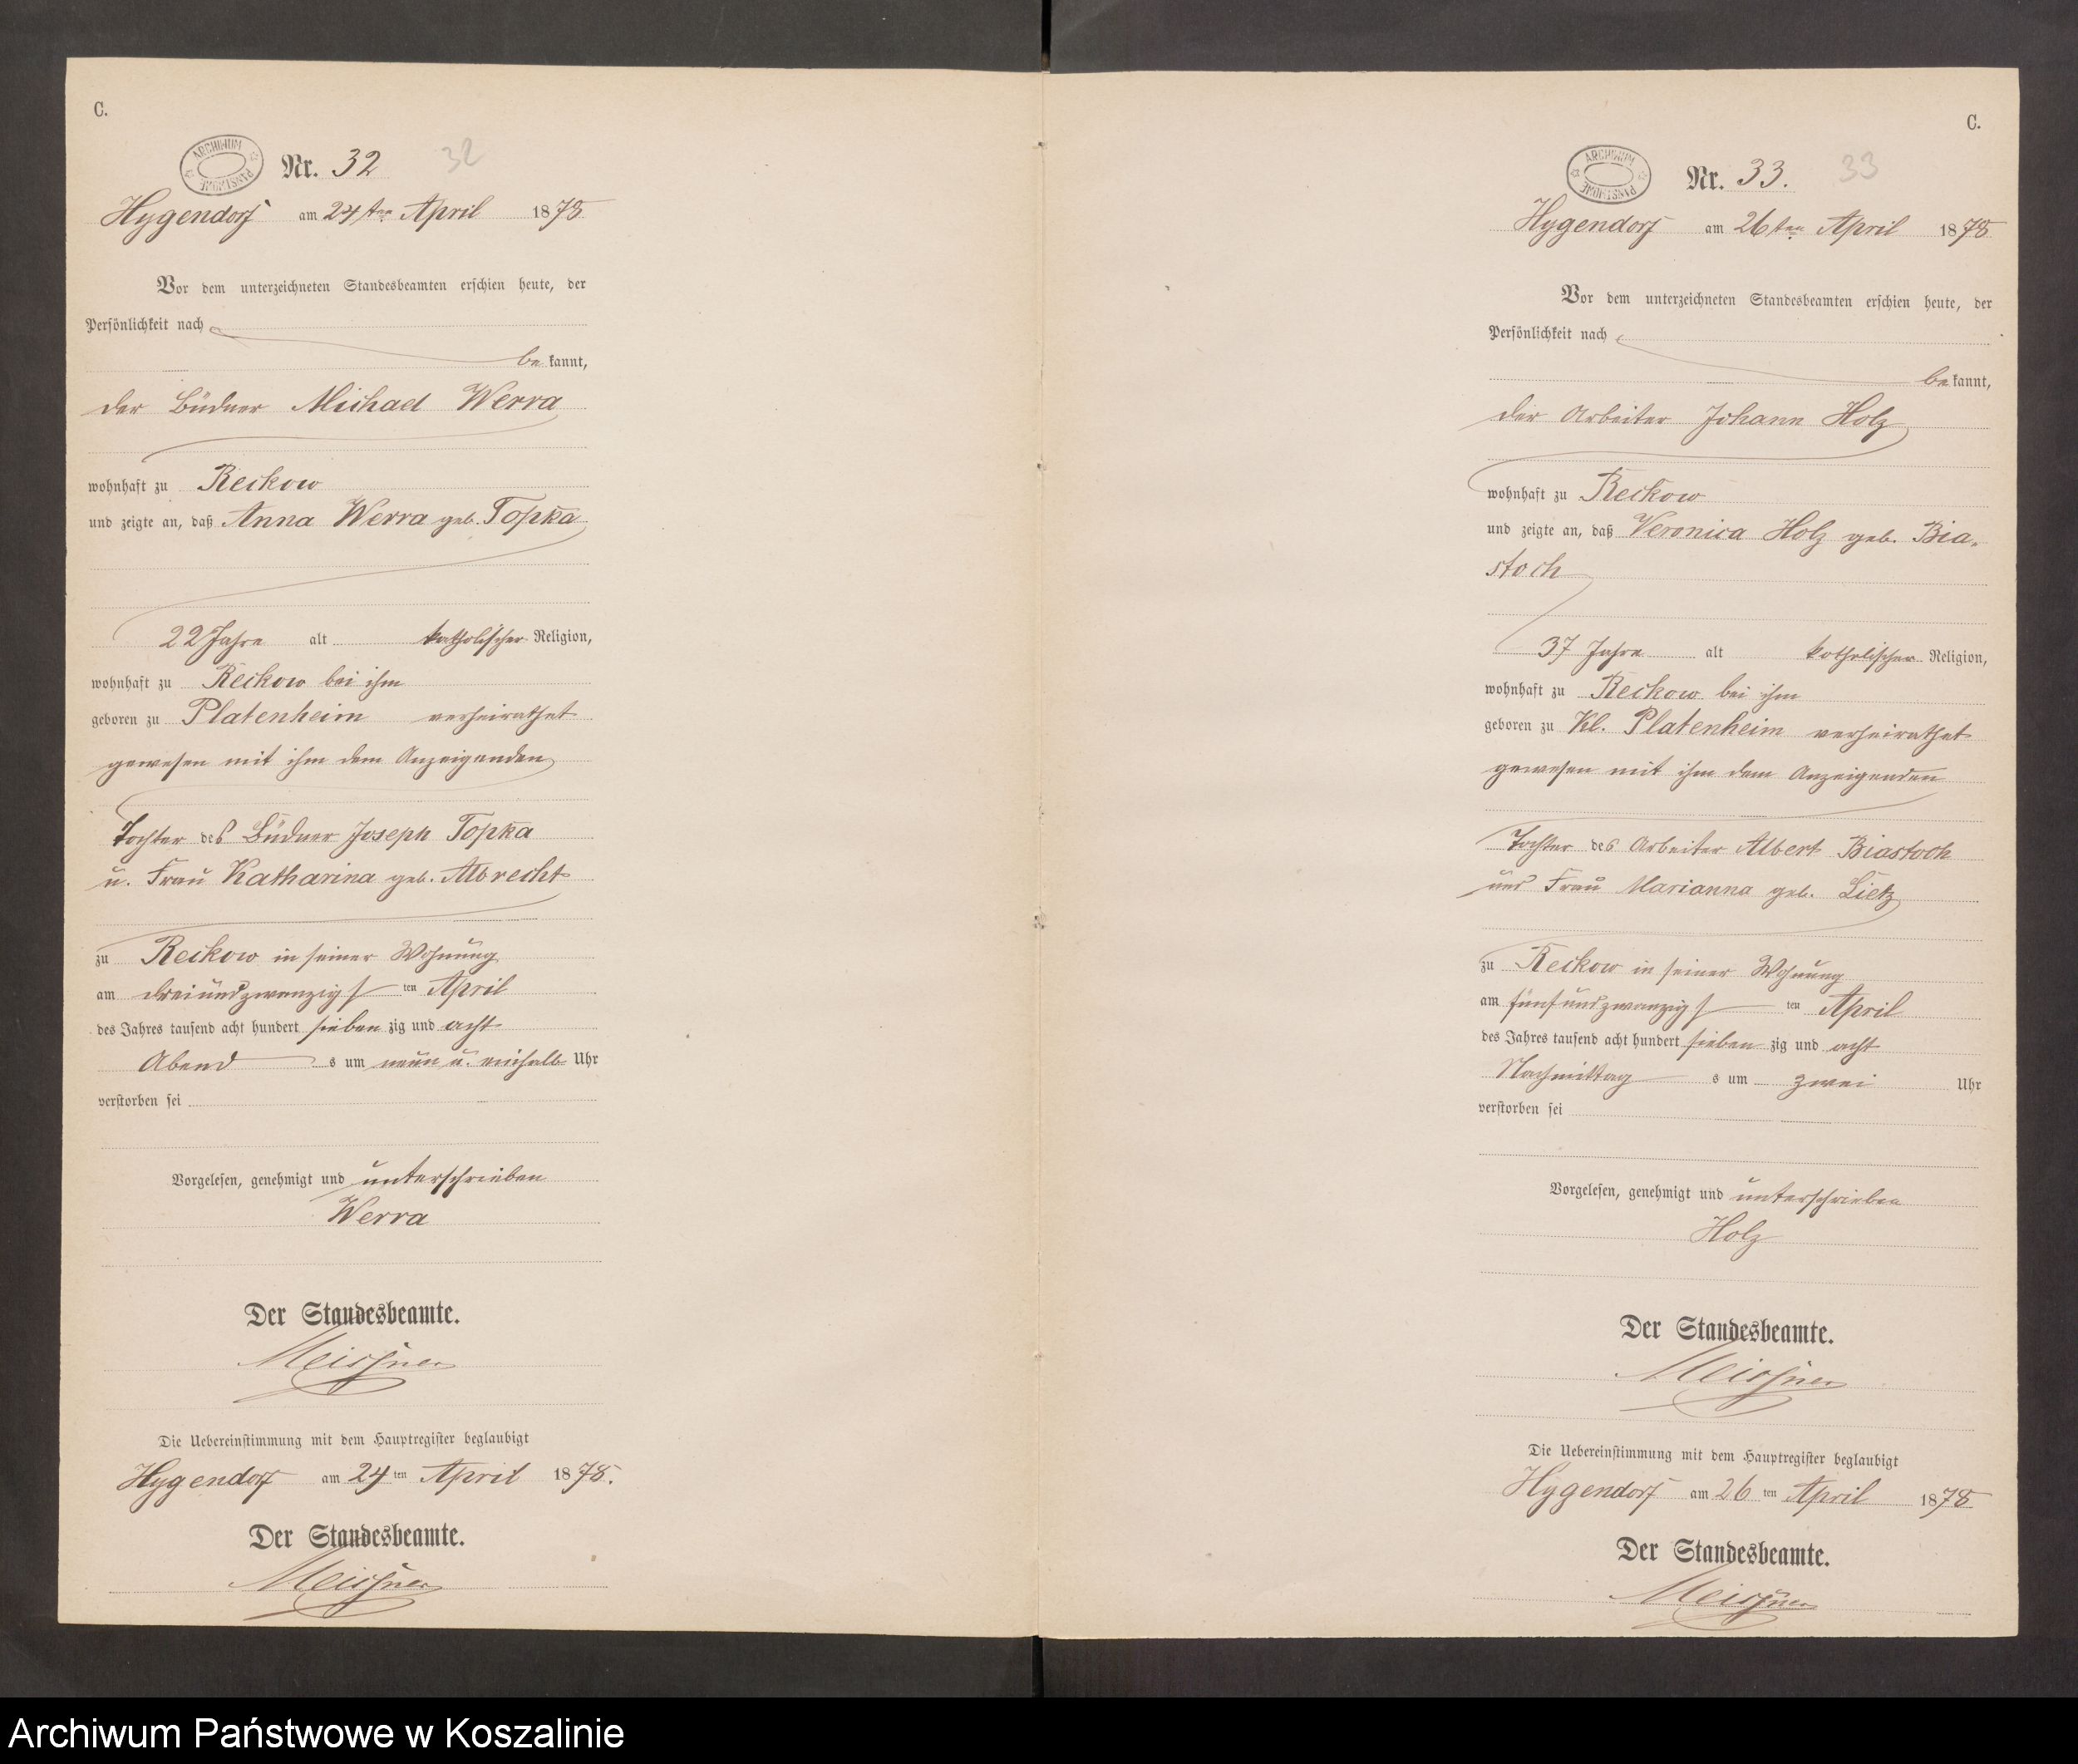 C.
ARCHIWUM PAŃSTWOWE
Nr. 32 32
Hygendorf am 24ten April 1878
Vor dem unterzeichneten Standesbeamten erschien heute, der
Persönlichkeit nach
bekannt,
der Büdner Michael Werra
wohnhaft zu Reckow
und zeigte an, daß Anna Werra geb. Topka
22 Jahre alt katholischer Religion,
wohnhaft zu Reckow bei ihm
geboren zu Platenheim verheirathet
gewesen mit ihm dem Anzeigenden
Tochter des Büdner Joseph Topka
u. Frau Katharina geb. Albrecht
zu Reckow in seiner Wohnung
am dreiundzwanzigsten April
des Jahres tausend acht hundert siebenzig und acht
Abends um neun u. einhalb Uhr
verstorben sei
Vorgelesen, genehmigt und unterschrieben
Werra
Der Standesbeamte.
Meissner
Die Uebereinstimmung mit dem Hauptregister beglaubigt
Hygendorf am 24ten April 1878.
Der Standesbeamte.
Meissner
C.
ARCHIWUM PAŃSTWOWE
Nr. 33. 33
Hygendorf am 26ten April 1878
Vor dem unterzeichneten Standesbeamten erschien heute, der
Persönlichkeit nach
bekannt,
der Arbeiter Johann Holz
wohnhaft zu Reckow
und zeigte an, daß Veronica Holz geb. Bia-
stoch
37 Jahre alt katholischer Religion,
wohnhaft zu Reckow bei ihm
geboren zu Kl. Platenheim verheirathet
gewesen mit ihm dem Anzeigenden
Tochter des Arbeiter Albert Biastoch
und Frau Marianna geb. Lietz
zu Reckow in seiner Wohnung
am fünfundzwanzigsten April
des Jahres tausend acht hundert siebenzig und acht
Nachmittags um zwei Uhr
verstorben sei
Vorgelesen, genehmigt und unterschrieben
Holz
Der Standesbeamte.
Meissner
Die Uebereinstimmung mit dem Hauptregister beglaubigt
Hygendorf am 26ten April 1878
Der Standesbeamte.
Meissner
Archiwum Państwowe w Koszalinie